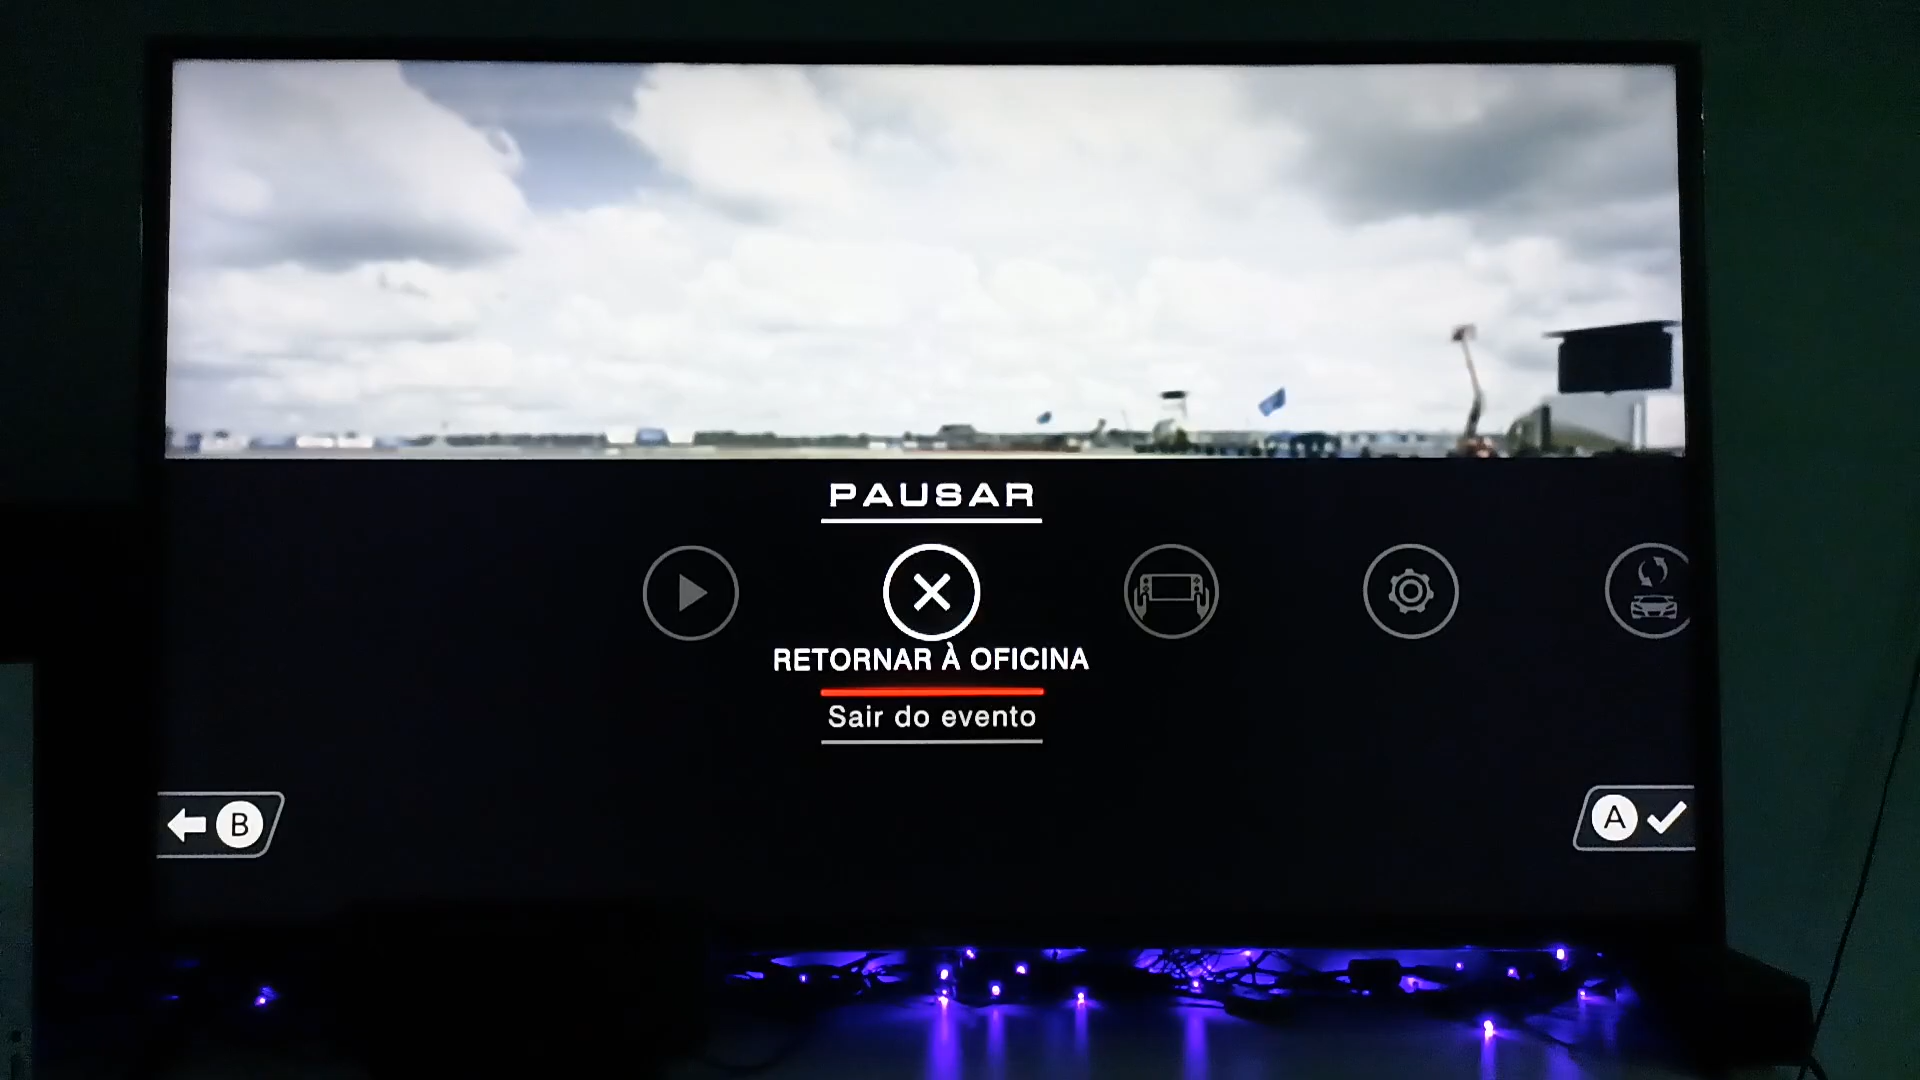 PAUSAR
RETORNAR À OFICINA
Sair do evento
B
A